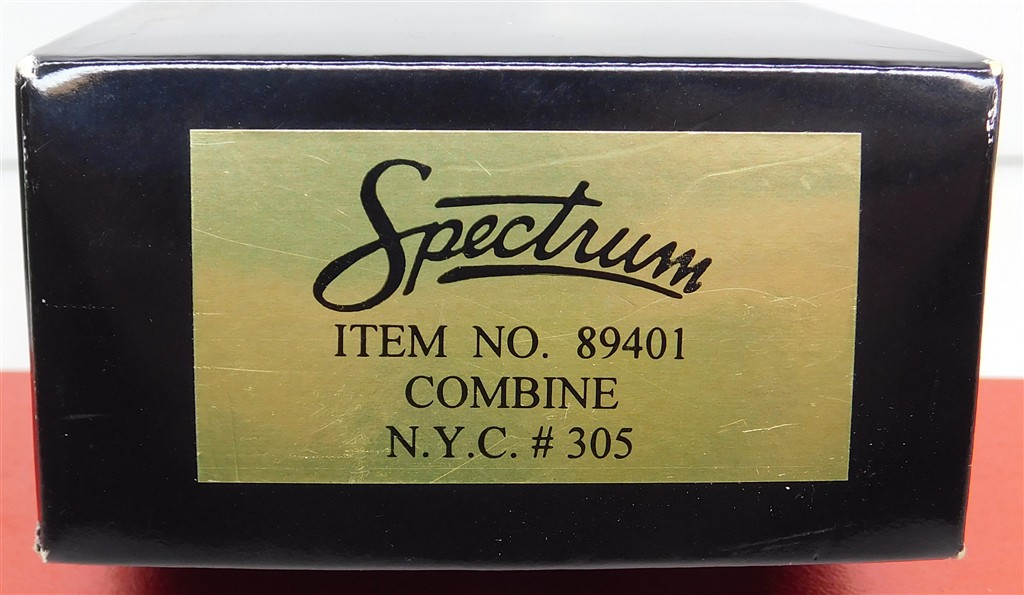 Spectrum
ITEM NO. 89401
COMBINE
N.Y.C. # 305